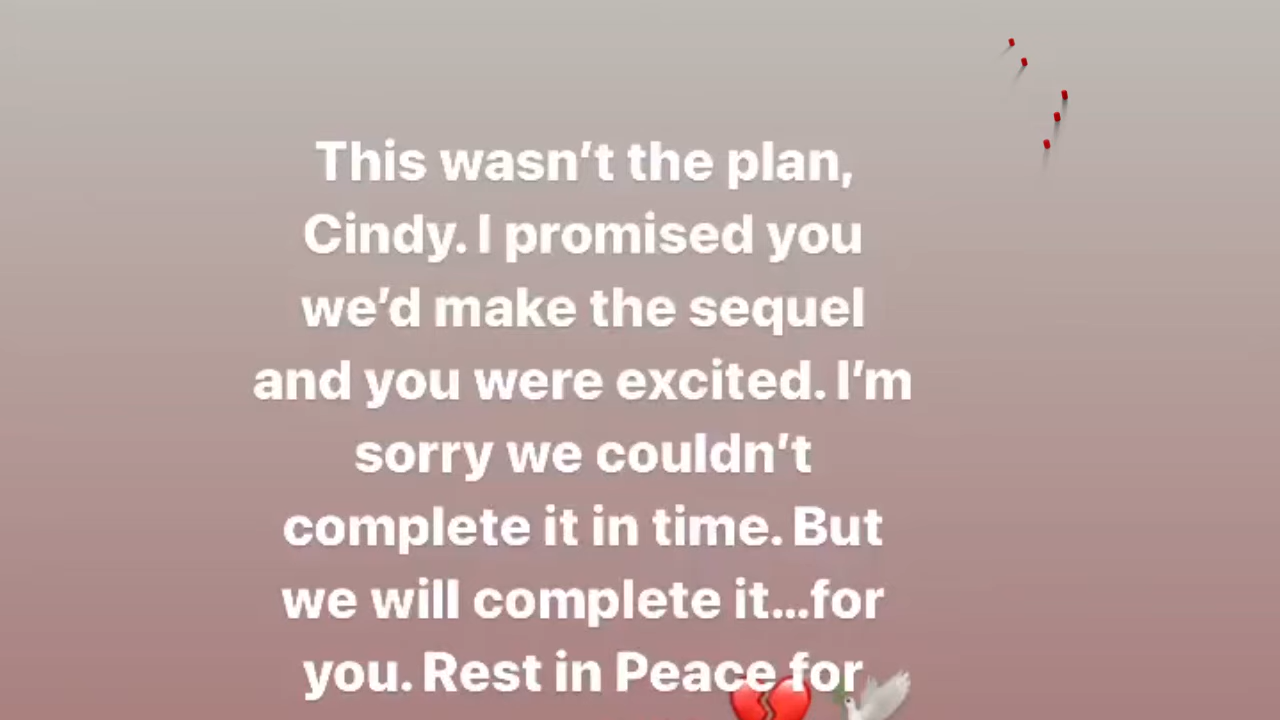 This wasn’t the plan,
Cindy. I promised you
we’d make the sequel
and you were excited. I’m
sorry we couldn’t
complete it in time. But
we will complete it...for
you. Rest in Peace for